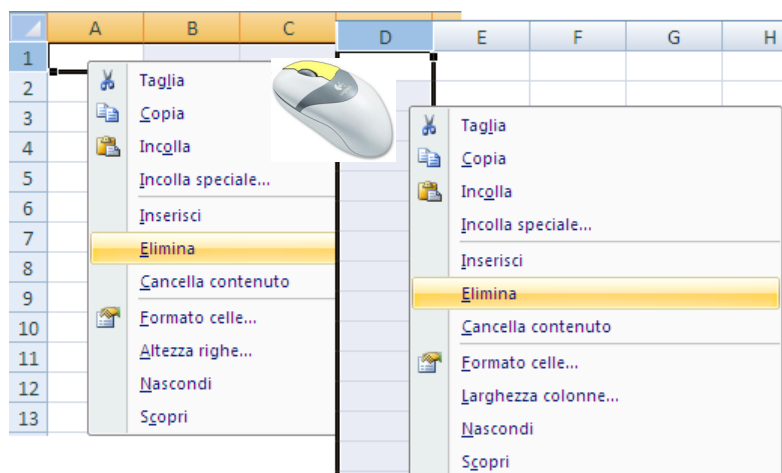 A B C D E F G H
1
2
3
4
5
6
7
8
9
10
11
12
13
Taglia
Copia
Incolla
Incolla speciale...
Inserisci
Elimina
Cancella contenuto
Formato celle...
Altezza righe...
Nascondi
Scopri
Taglia
Copia
Incolla
Incolla speciale...
Inserisci
Elimina
Cancella contenuto
Formato celle...
Larghezza colonne...
Nascondi
Scopri